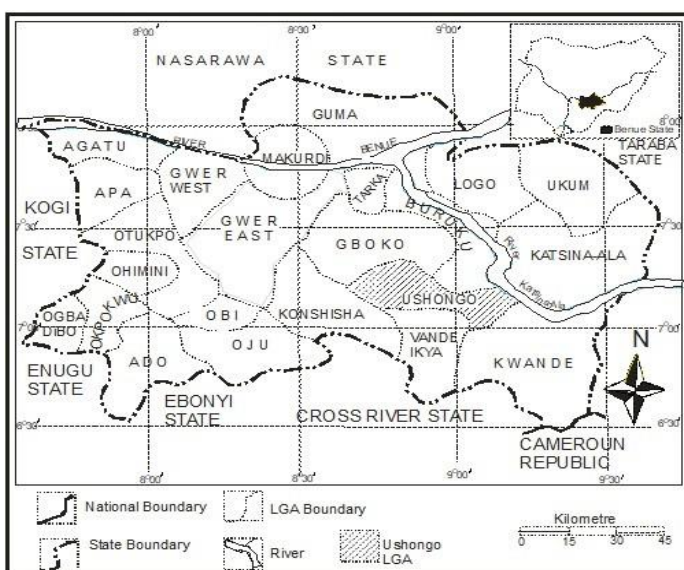 8°00' 8°30' 9°00'
NASARAWA STATE
GUMA
8°00
Benue State
TARABA
STATE
AGATU
RIVER
BENUE
MAKURDI
GWER
WEST
APA
TARKA
LOGO
UKUM
KOGI
STATE
7°30'
OTUKPO
GWER
EAST
BURUKU
GBOKO
River
KATSINA-ALA
7°30'
OHIMINI
Katsina-Ala
USHONGO
OGBA
DIBO
OKPOKWU
OBI
KONSHISHA
7°00'
7°00'
OJU
VANDE
IKYA
KWANDE
N
ADO
ENUGU
STATE
EBONYI
STATE
CROSS RIVER STATE
6°30'
6°30'
CAMEROUN
REPUBLIC
8°00' 8°30' 9°00' 9°30'
National Boundary
LGA Boundary
State Boundary
River
Ushongo
LGA
Kilometre
0 15 30 45